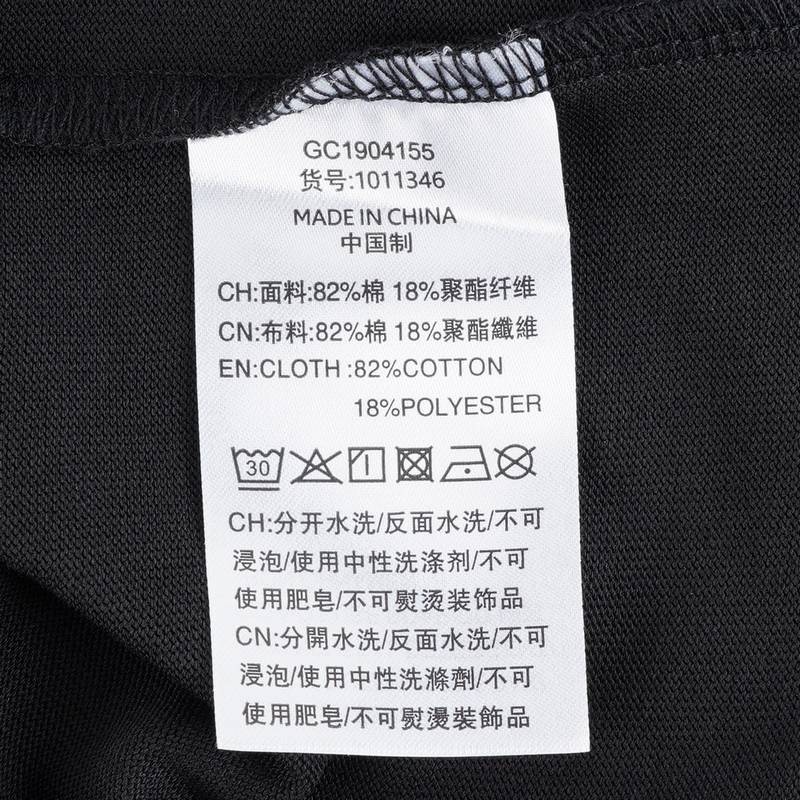 GC1904155
货号:1011346
MADE IN CHINA
中国制
CH:面料:82%棉 18%聚酯纤维
CN:布料:82%棉 18%聚酯纖維
EN:CLOTH :82%COTTON
18%POLYESTER
30
CH:分开水洗/反面水洗/不可
浸泡/使用中性洗涤剂/不可
使用肥皂/不可熨烫装饰品
CN:分開水洗/反面水洗/不可
浸泡/使用中性洗滌劑/不可
使用肥皂/不可熨燙裝飾品